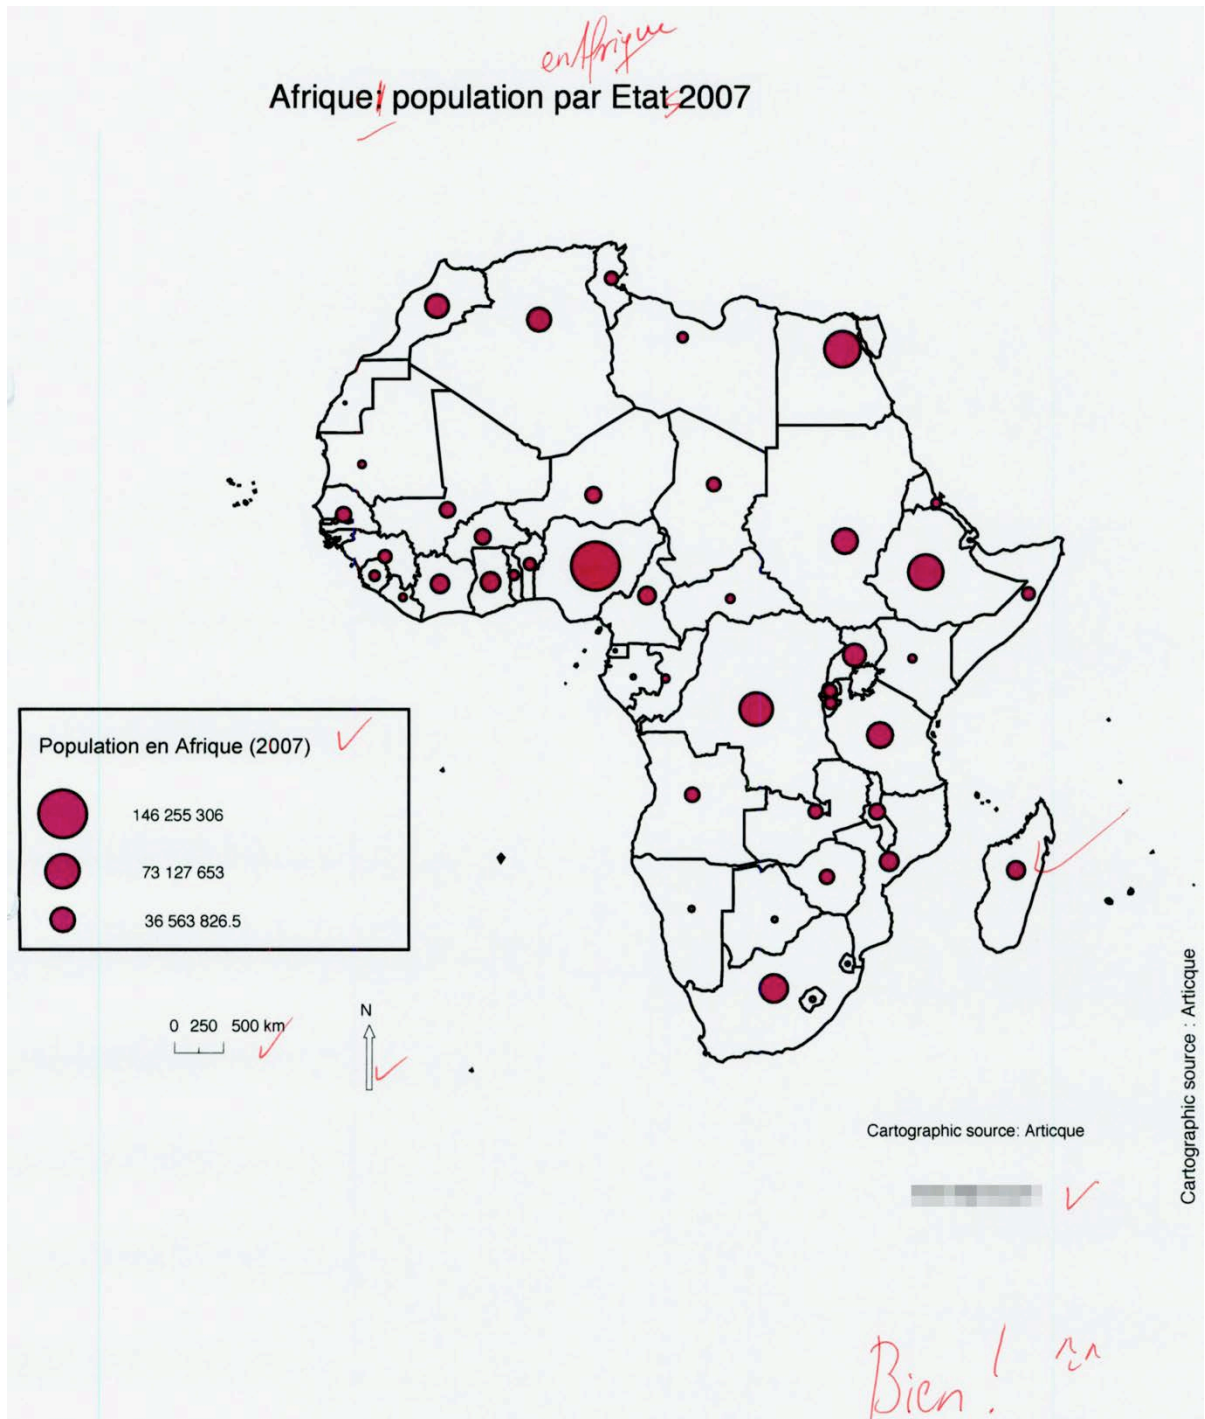 en Afrique
Afrique: population par Etats 2007
Population en Afrique (2007)
146 255 306
73 127 653
36 563 826.5
0 250 500 km
N
Cartographic source: Articque
Cartographic source : Articque
Bien !